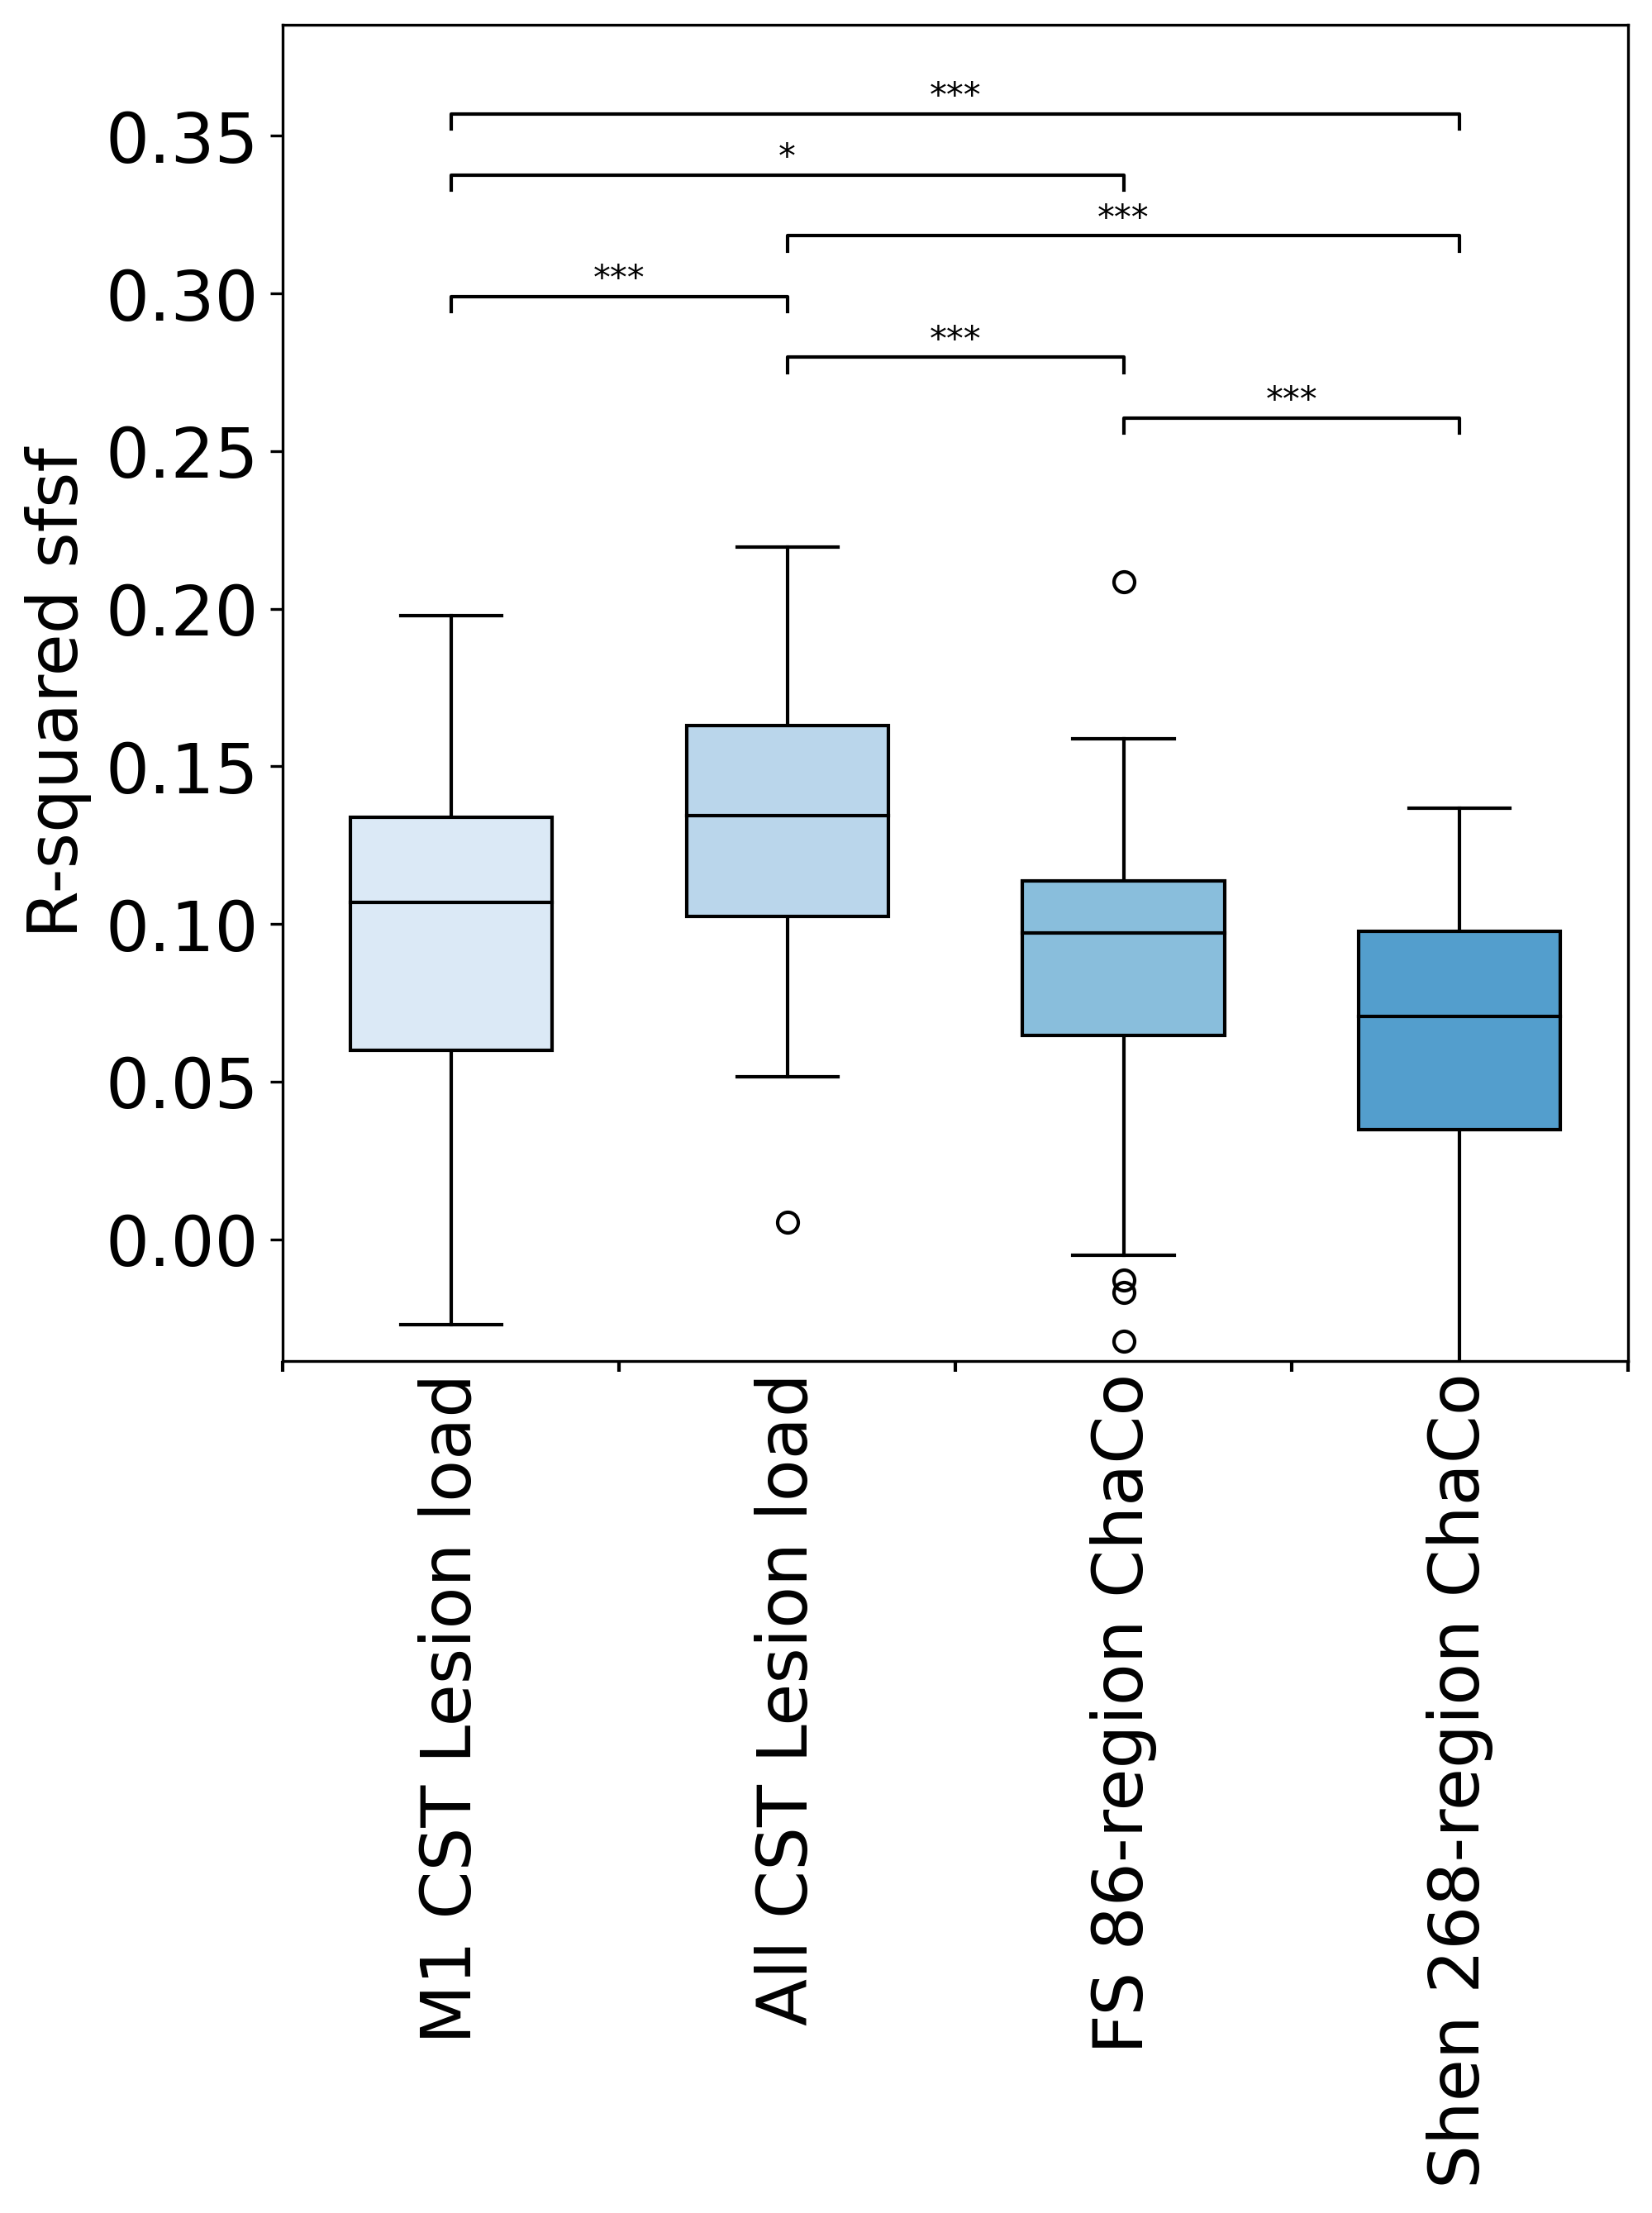 ***
*
***
***
***
***
0.35
0.30
0.25
0.20
0.15
0.10
0.05
0.00
R-squared sfsf
M1 CST Lesion load
All CST Lesion load
FS 86-region ChaCo
Shen 268-region ChaCo